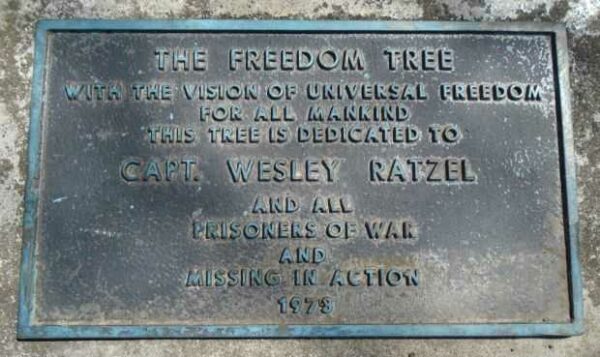 THE FREEDOM TREE
WITH THE VISION OF UNIVERSAL FREEDOM
FOR ALL MANKIND
THIS TREE IS DEDICATED TO
CAPT. WESLEY RATZEL
AND ALL
PRISONERS OF WAR
AND
MISSING IN ACTION
1973